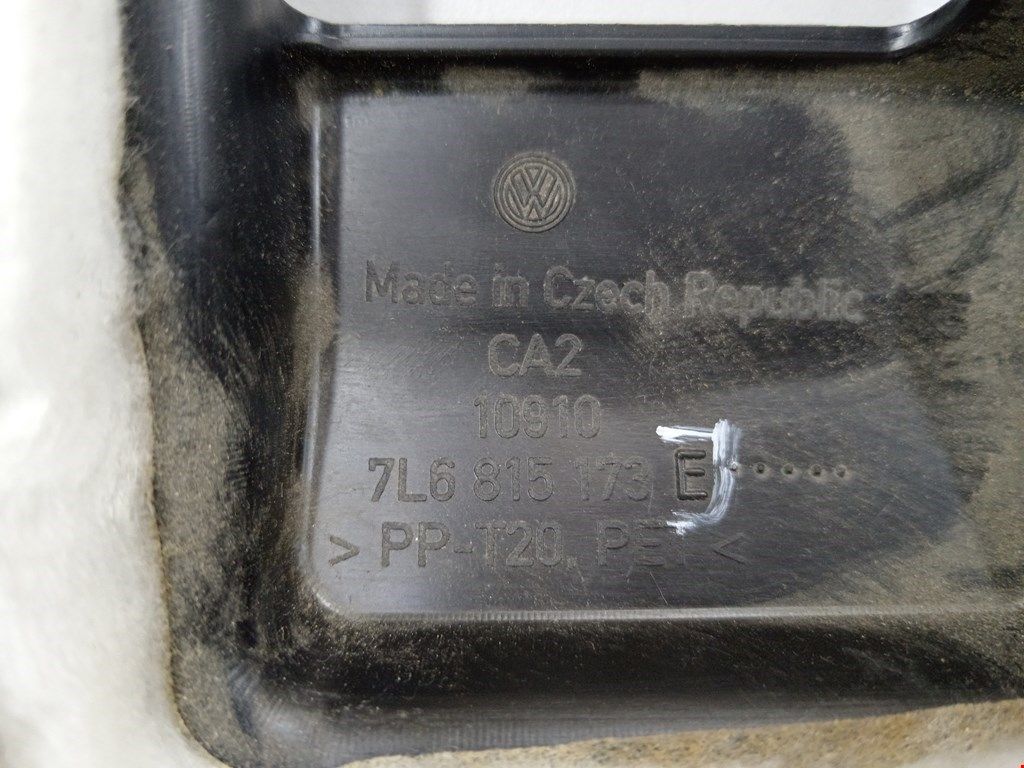 Made in Czech Republic
CA2
10910
7L6 815 173 E
> PP-T20, PET <